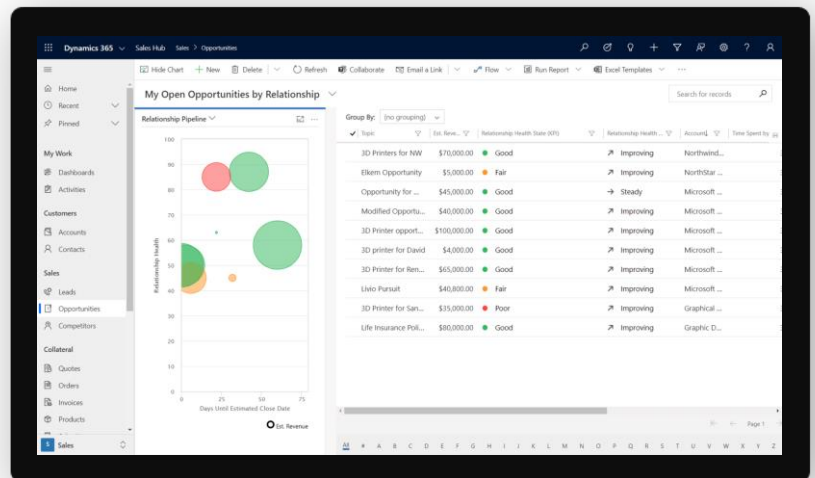 Dynamics 365 Sales Hub Sales > Opportunities
Hide Chart + New Delete Refresh Collaborate Email a Link Flow Run Report Excel Templates ...
Home
Recent
Pinned
My Work
Dashboards
Activities
Customers
Accounts
Contacts
Sales
Leads
Opportunities
Competitors
Collateral
Quotes
Orders
Invoices
Products
S Sales
My Open Opportunities by Relationship
Search for records
Relationship Pipeline
100
90
80
70
60
50
40
30
20
10
0
0 25 50 75
Relationship Health
Days Until Estimated Close Date
Est. Revenue
Group By: (no grouping)
Topic Est. Reve... Relationship Health State (KPI) Relationship Health ... Account, Time Spent by
3D Printers for NW $70,000.00 Good Improving Northwind...
Elkem Opportunity $5,000.00 Fair Improving NorthStar ...
Opportunity for ... $45,000.00 Good Steady Microsoft ...
Modified Opportu... $40,000.00 Good Improving Microsoft ...
3D Printer opport... $100,000.00 Good Improving Microsoft ...
3D printer for David $4,000.00 Good Improving Microsoft ...
3D Printer for Ren... $65,000.00 Good Improving Microsoft ...
Livio Pursuit $40,800.00 Fair Improving Microsoft ...
3D Printer for San... $35,000.00 Poor Improving Graphical ...
Life Insurance Poli... $80,000.00 Good Improving Graphic D...
Page 1
All # A B C D E F G H I J K L M N O P Q R S T U V W X Y Z